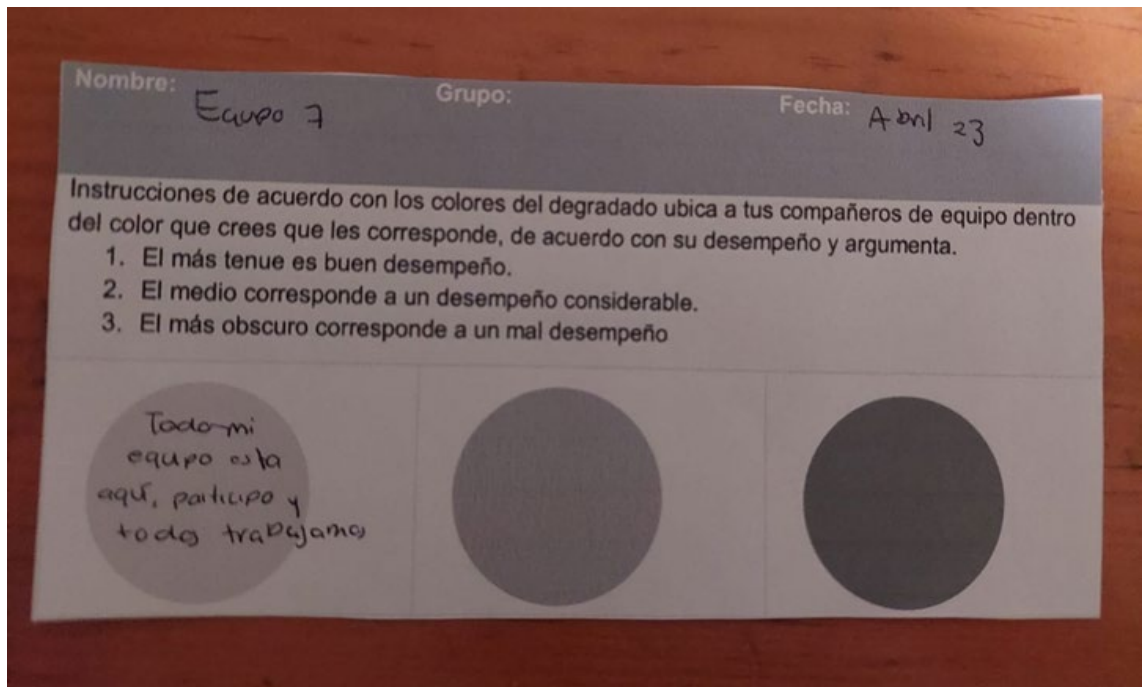 Nombre: Equpo 7 Grupo: Fecha: Abril 23
Instrucciones de acuerdo con los colores del degradado ubica a tus compañeros de equipo dentro
del color que crees que les corresponde, de acuerdo con su desempeño y argumenta.
1. El más tenue es buen desempeño.
2. El medio corresponde a un desempeño considerable.
3. El más obscuro corresponde a un mal desempeño
Todo mi
equpo esta
aquí, participo y
todos trabajamos